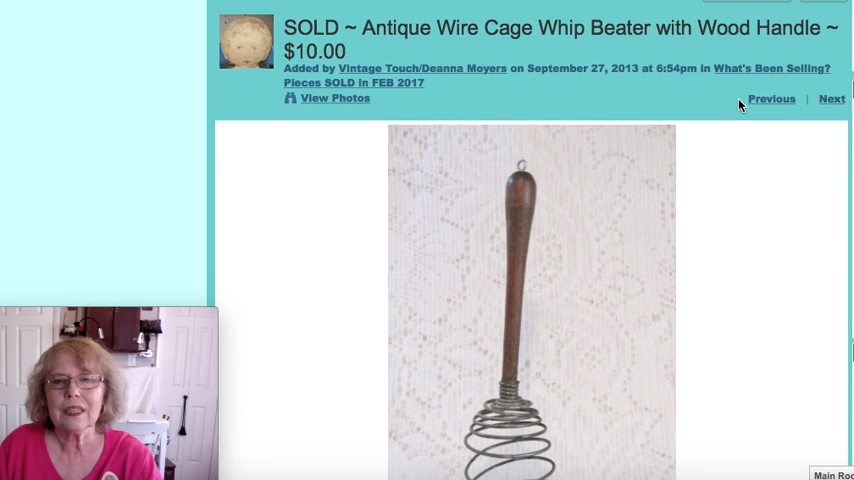 SOLD ~ Antique Wire Cage Whip Beater with Wood Handle ~
$10.00
Added by Vintage Touch/Deanna Moyers on September 27, 2013 at 6:54pm in What's Been Selling?
Pieces SOLD in FEB 2017
View Photos
Previous | Next
Main Roo